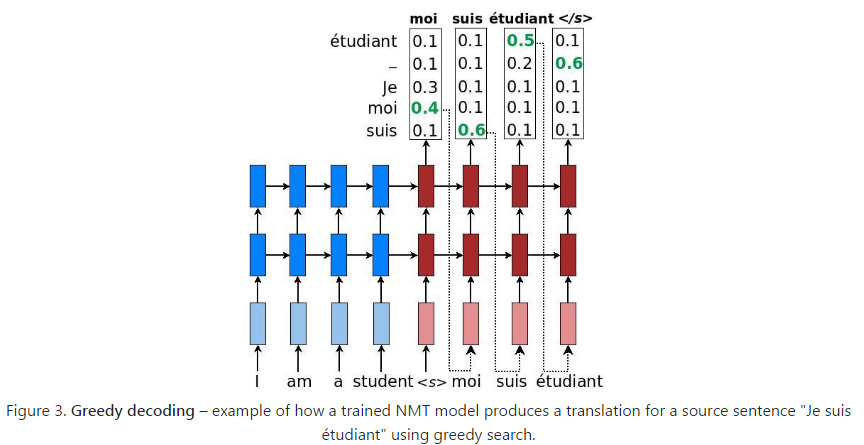 moi suis étudiant </s>
étudiant 0.1 0.1 0.5 0.1
_ 0.1 0.1 0.2 0.6
Je 0.3 0.1 0.1 0.1
moi 0.4 0.1 0.1 0.1
suis 0.1 0.6 0.1 0.1
I am a student <s> moi suis étudiant
Figure 3. Greedy decoding – example of how a trained NMT model produces a translation for a source sentence "Je suis
étudiant" using greedy search.